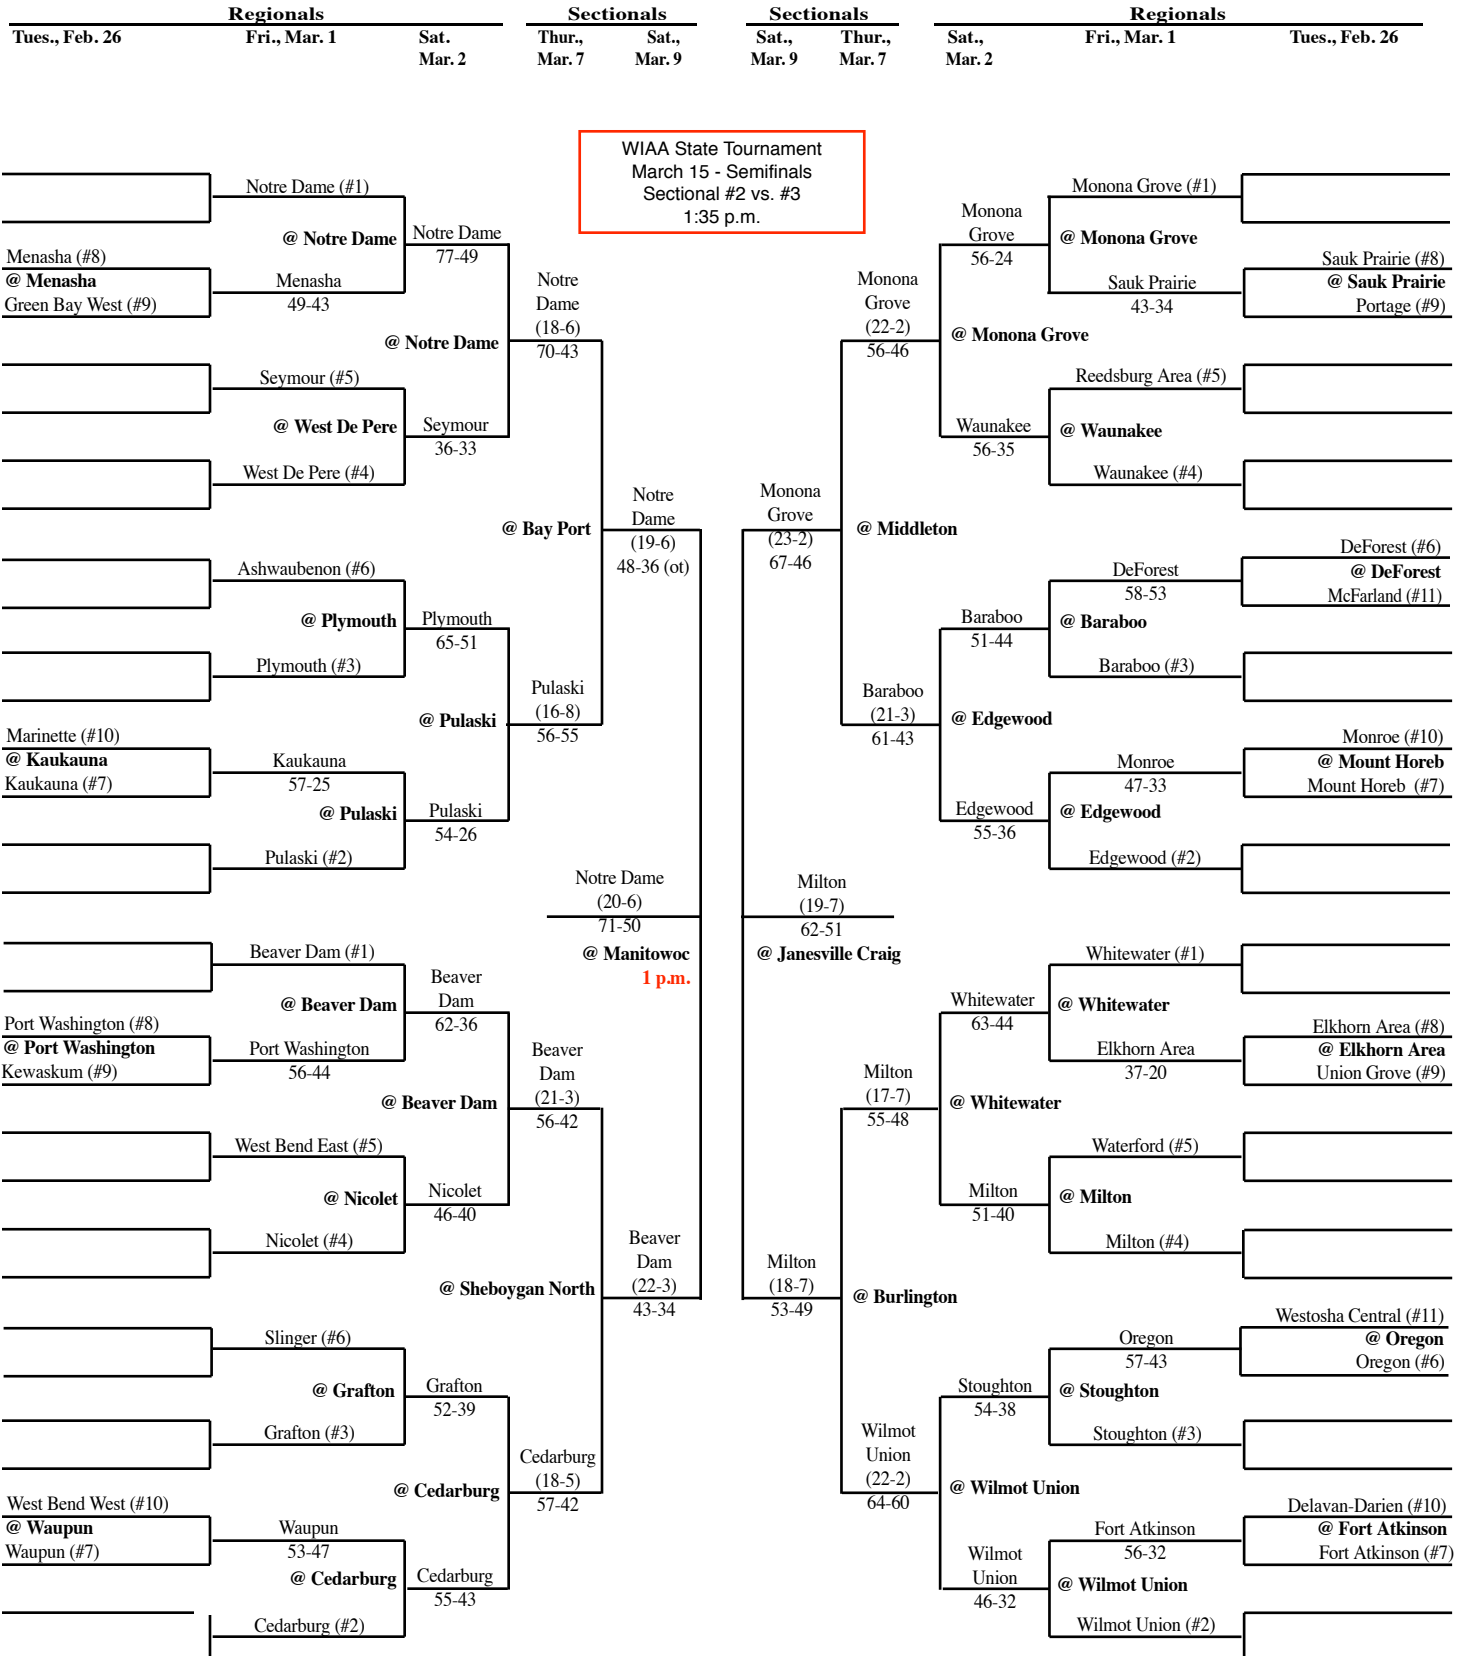 Regionals
Sectionals
Sectionals
Regionals
Tues., Feb. 26
Fri., Mar. 1
Sat.
Mar. 2
Thur.,
Mar. 7
Sat.,
Mar. 9
Sat.,
Mar. 9
Thur.,
Mar. 7
Sat.,
Mar. 2
Fri., Mar. 1
Tues., Feb. 26
WIAA State Tournament
March 15 - Semifinals
Sectional #2 vs. #3
1:35 p.m.
Menasha (#8)
@ Menasha
Green Bay West (#9)
Marinette (#10)
@ Kaukauna
Kaukauna (#7)
Port Washington (#8)
@ Port Washington
Kewaskum (#9)
West Bend West (#10)
@ Waupun
Waupun (#7)
Notre Dame (#1)
@ Notre Dame
Menasha
49-43
Seymour (#5)
@ West De Pere
West De Pere (#4)
Ashwaubenon (#6)
@ Plymouth
Plymouth (#3)
Kaukauna
57-25
@ Pulaski
Pulaski (#2)
Beaver Dam (#1)
@ Beaver Dam
Port Washington
56-44
West Bend East (#5)
@ Nicolet
Nicolet (#4)
Slinger (#6)
@ Grafton
Grafton (#3)
Waupun
53-47
@ Cedarburg
Cedarburg (#2)
Notre Dame
77-49
@ Notre Dame
Seymour
36-33
Plymouth
65-51
@ Pulaski
Pulaski
54-26
Beaver
Dam
62-36
@ Beaver Dam
Nicolet
46-40
Grafton
52-39
@ Cedarburg
Cedarburg
55-43
Notre
Dame
(18-6)
70-43
@ Bay Port
Pulaski
(16-8)
56-55
Beaver
Dam
(21-3)
56-42
@ Sheboygan North
Cedarburg
(18-5)
57-42
Notre
Dame
(19-6)
48-36 (ot)
Notre Dame
(20-6)
71-50
@ Manitowoc
1 p.m.
Beaver
Dam
(22-3)
43-34
Monona
Grove
(23-2)
67-46
Milton
(19-7)
62-51
@ Janesville Craig
Milton
(18-7)
53-49
Monona
Grove
(22-2)
56-46
@ Middleton
Baraboo
(21-3)
61-43
Milton
(17-7)
55-48
@ Burlington
Wilmot
Union
(22-2)
64-60
Monona
Grove
56-24
@ Monona Grove
Waunakee
56-35
Baraboo
51-44
@ Edgewood
Edgewood
55-36
Whitewater
63-44
@ Whitewater
Milton
51-40
Stoughton
54-38
@ Wilmot Union
Wilmot
Union
46-32
Monona Grove (#1)
@ Monona Grove
Sauk Prairie
43-34
Reedsburg Area (#5)
@ Waunakee
Waunakee (#4)
DeForest
58-53
@ Baraboo
Baraboo (#3)
Monroe
47-33
@ Edgewood
Edgewood (#2)
Whitewater (#1)
@ Whitewater
Elkhorn Area
37-20
Waterford (#5)
@ Milton
Milton (#4)
Oregon
57-43
@ Stoughton
Stoughton (#3)
Fort Atkinson
56-32
@ Wilmot Union
Wilmot Union (#2)
Sauk Prairie (#8)
@ Sauk Prairie
Portage (#9)
DeForest (#6)
@ DeForest
McFarland (#11)
Monroe (#10)
@ Mount Horeb
Mount Horeb (#7)
Elkhorn Area (#8)
@ Elkhorn Area
Union Grove (#9)
Westosha Central (#11)
@ Oregon
Oregon (#6)
Delavan-Darien (#10)
@ Fort Atkinson
Fort Atkinson (#7)